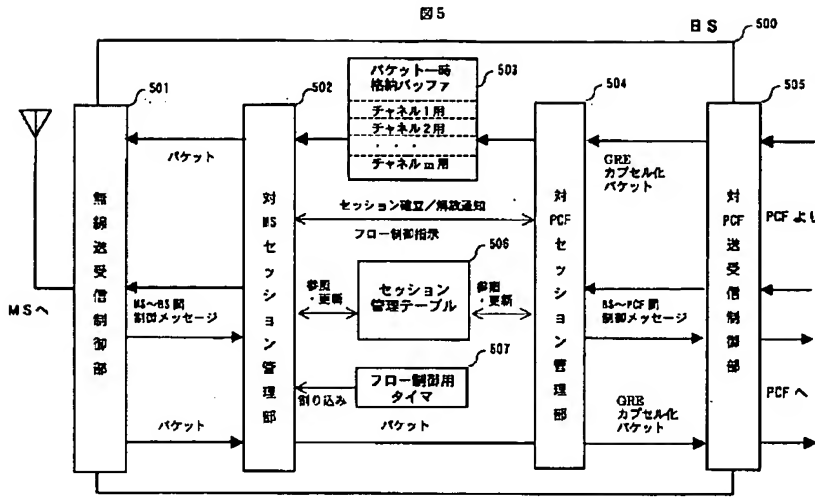 図5
BS
500
501
502
パケット一時
格納バッファ
503
504
505
チャネル1用
チャネル2用
・・・
チャネルm用
パケット
GRE
カプセル化
パケット
無線送受信制御部
対MSセッション管理部
対PCFセッション管理部
対PCF送受信制御部
セッション確立/解放通知
フロー制御指示
PCFより
506
MSへ
MS~BS間
制御メッセージ
参照
・更新
セッション
管理テーブル
参照
・更新
BS~PCF間
制御メッセージ
507
フロー制御用
タイマ
割り込み
PCFへ
パケット
パケット
GRE
カプセル化
パケット